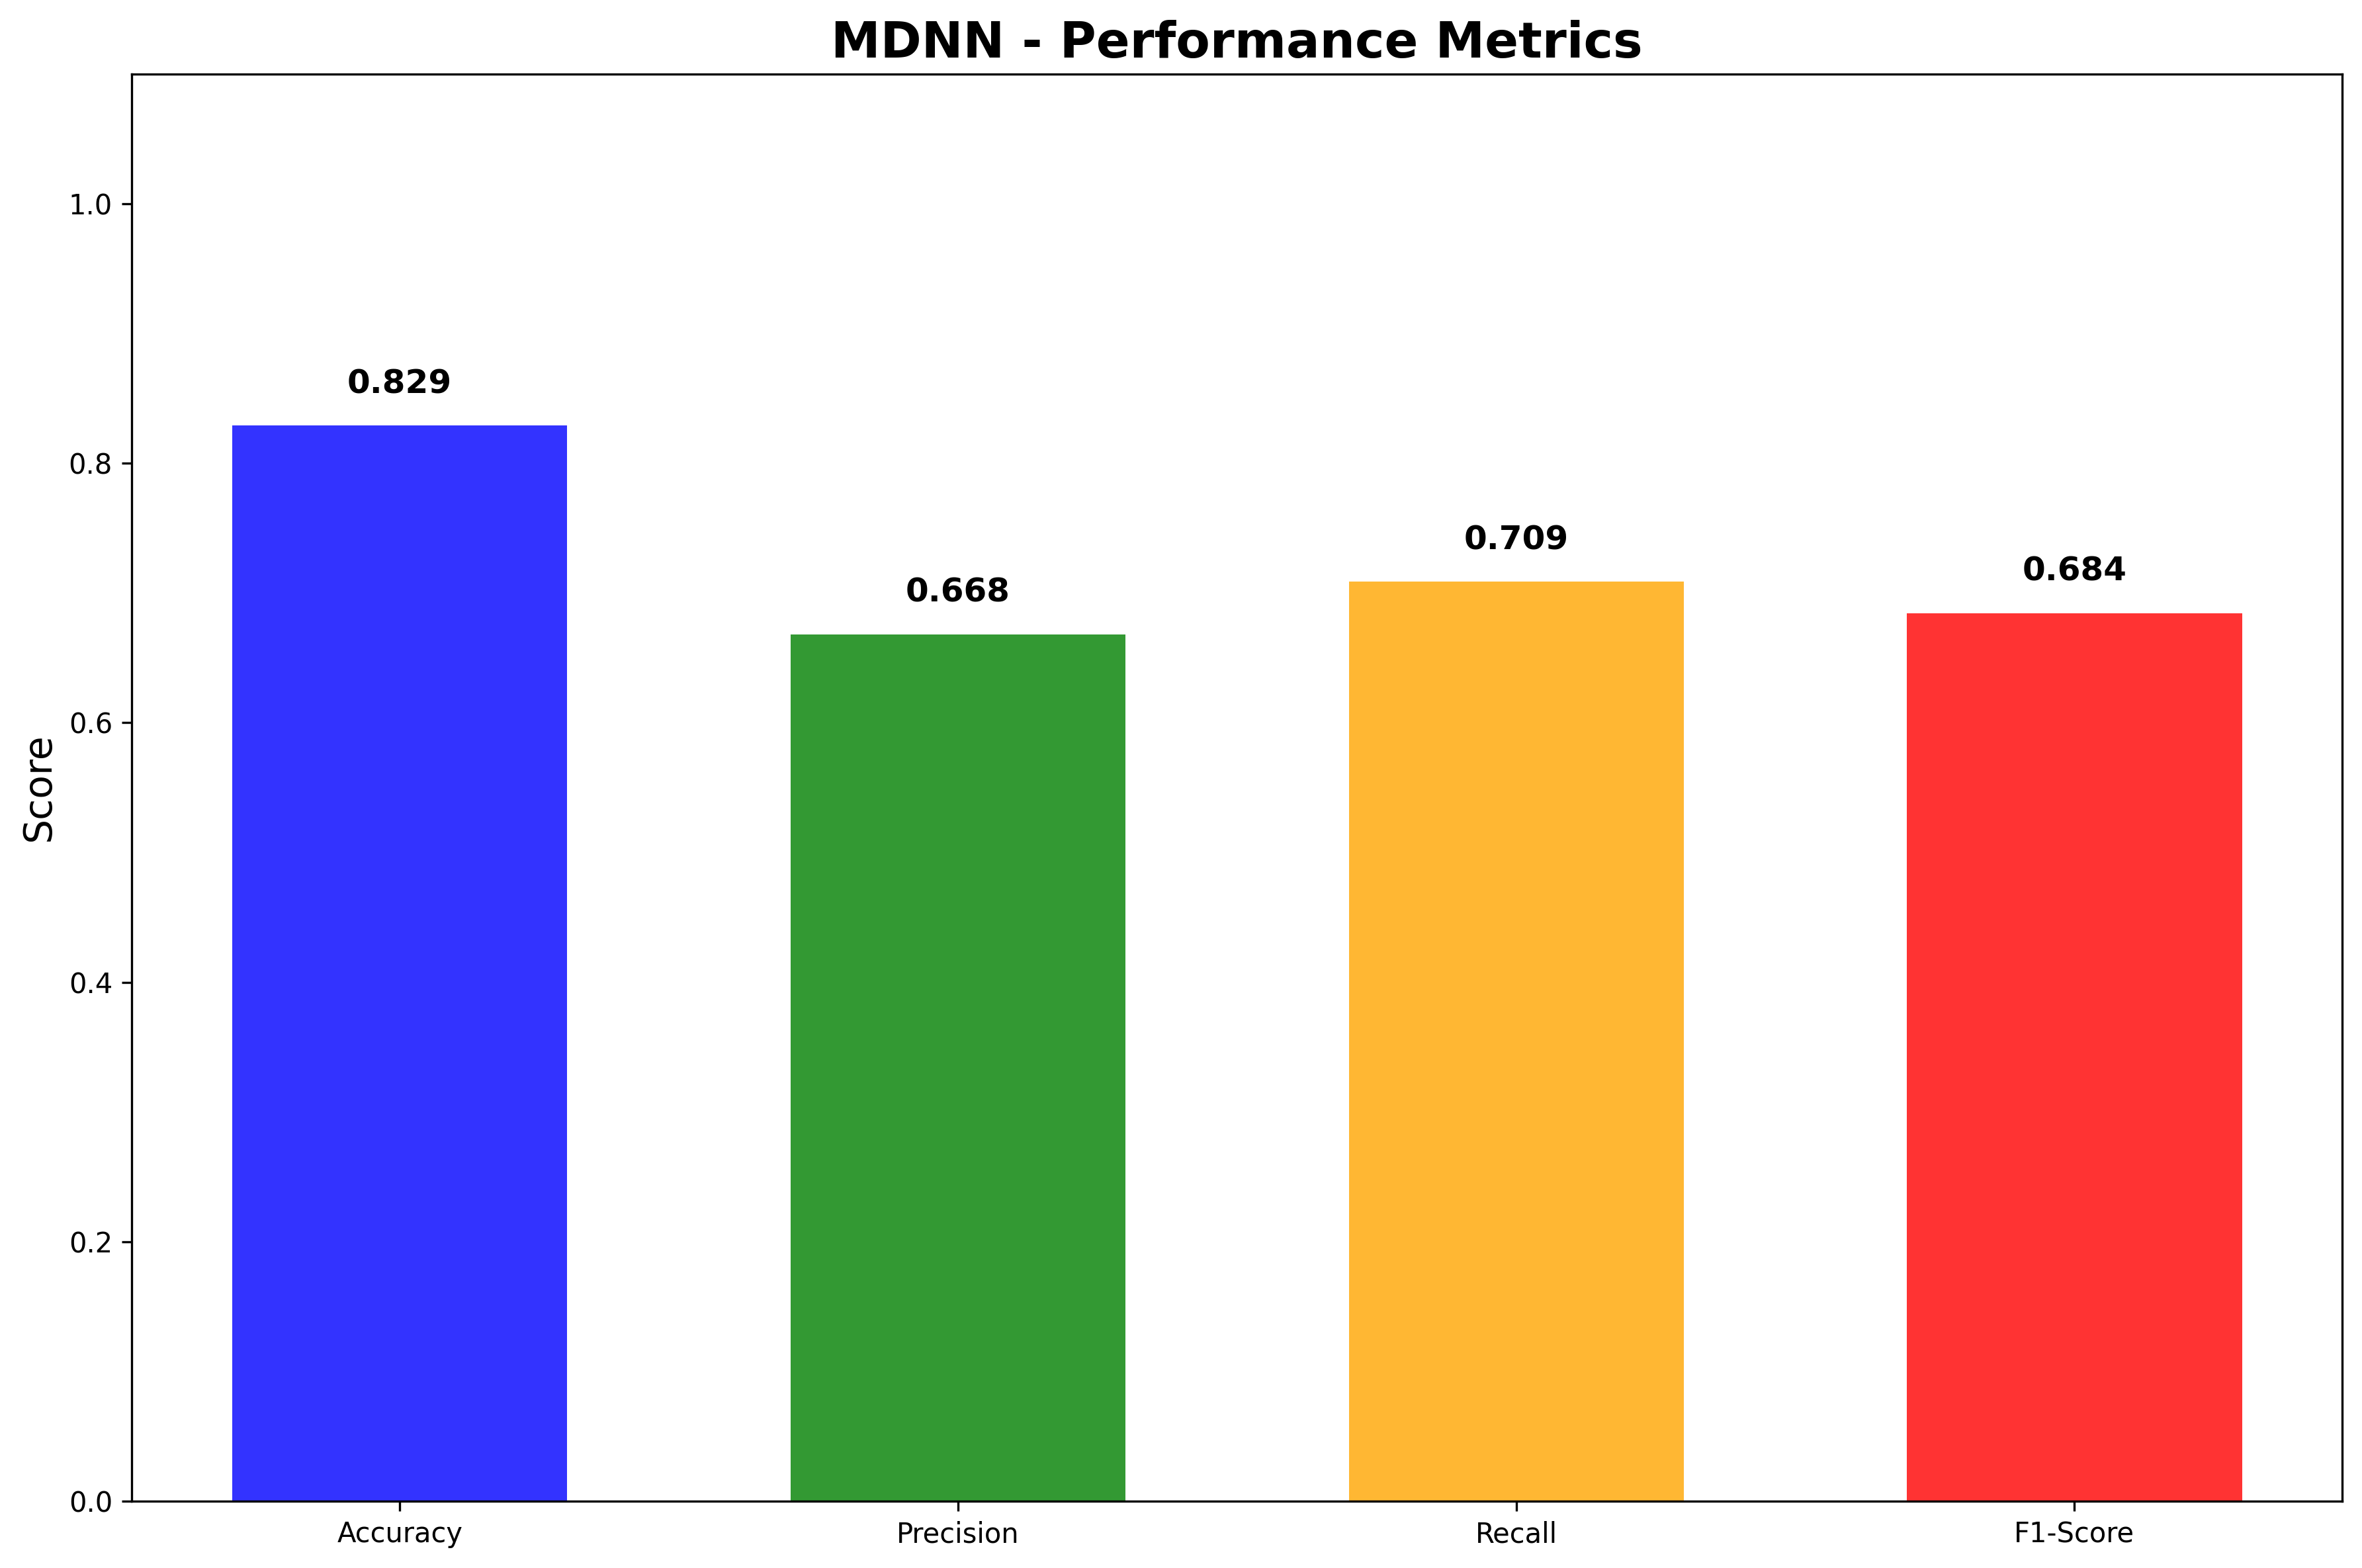 MDNN - Performance Metrics
Score
1.0
0.8
0.6
0.4
0.2
0.0
0.829
0.668
0.709
0.684
Accuracy
Precision
Recall
F1-Score